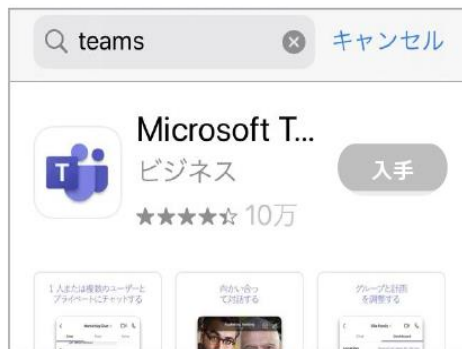 teams
キャンセル
Microsoft T...
ビジネス
入手
10万
T
1 人または複数のユーザーと
プライベートにチャットする
向かい合っ
て対話する
グループと計画
を調整する